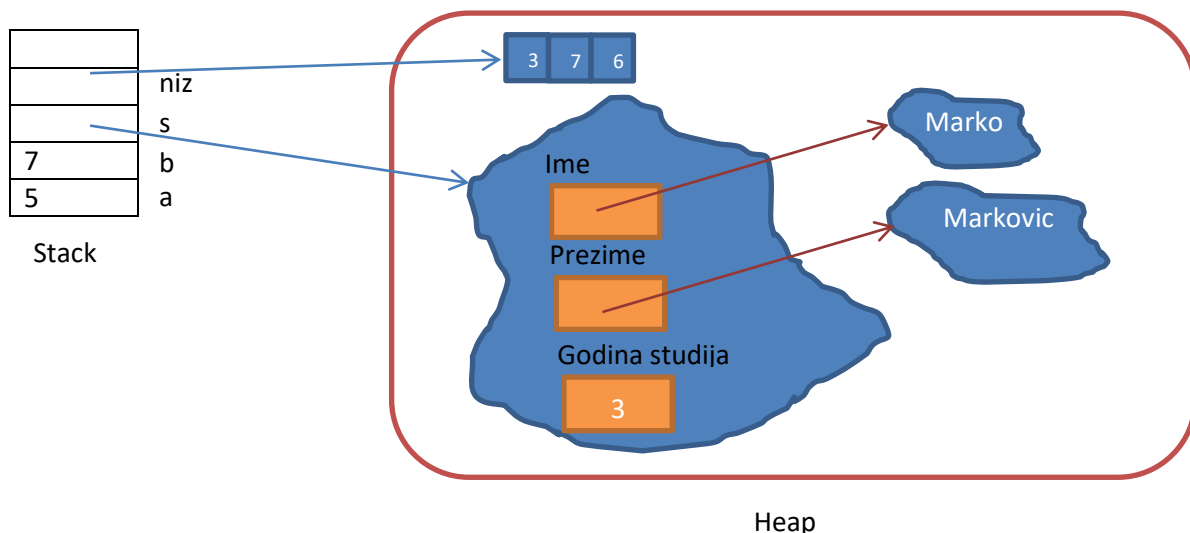 niz
s
7 b
5 a
Stack
3 7 6
Ime
Prezime
Godina studija
3
Marko
Markovic
Heap